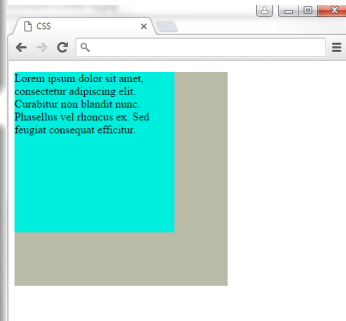 CSS
Lorem ipsum dolor sit amet,
consectetur adipiscing elit.
Curabitur non blandit nunc.
Phasellus vel rhoncus ex. Sed
feugiat consequat efficitur.